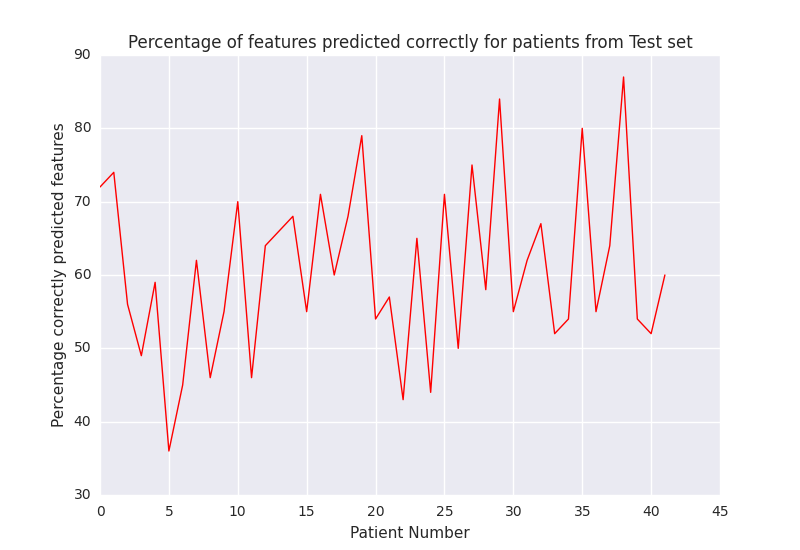 Percentage of features predicted correctly for patients from Test set
90
80
70
60
50
40
30
Percentage correctly predicted features
0 5 10 15 20 25 30 35 40 45
Patient Number